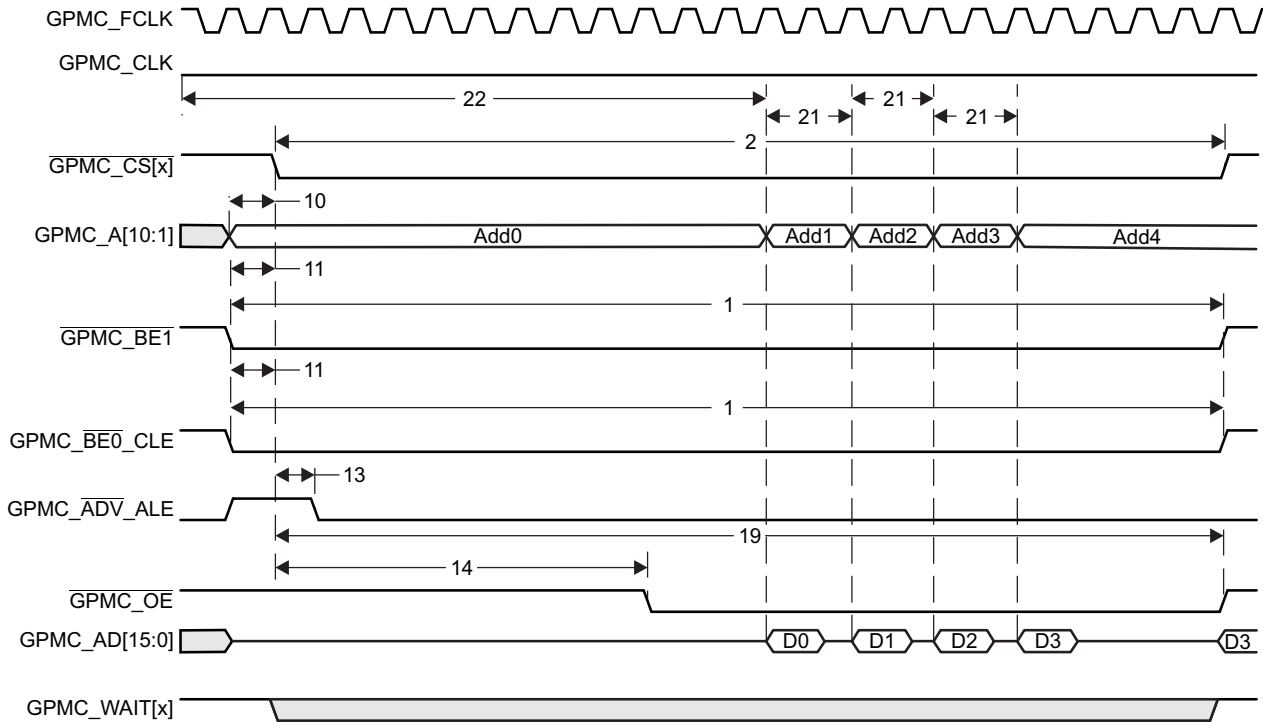 GPMC_FCLK
GPMC_CLK
22
21
21
21
2
GPMC_CS[x]
10
GPMC_A[10:1]
Add0
Add1
Add2
Add3
Add4
11
1
GPMC_BE1
11
1
GPMC_BE0_CLE
13
GPMC_ADV_ALE
19
14
GPMC_OE
GPMC_AD[15:0]
D0
D1
D2
D3
D3
GPMC_WAIT[x]